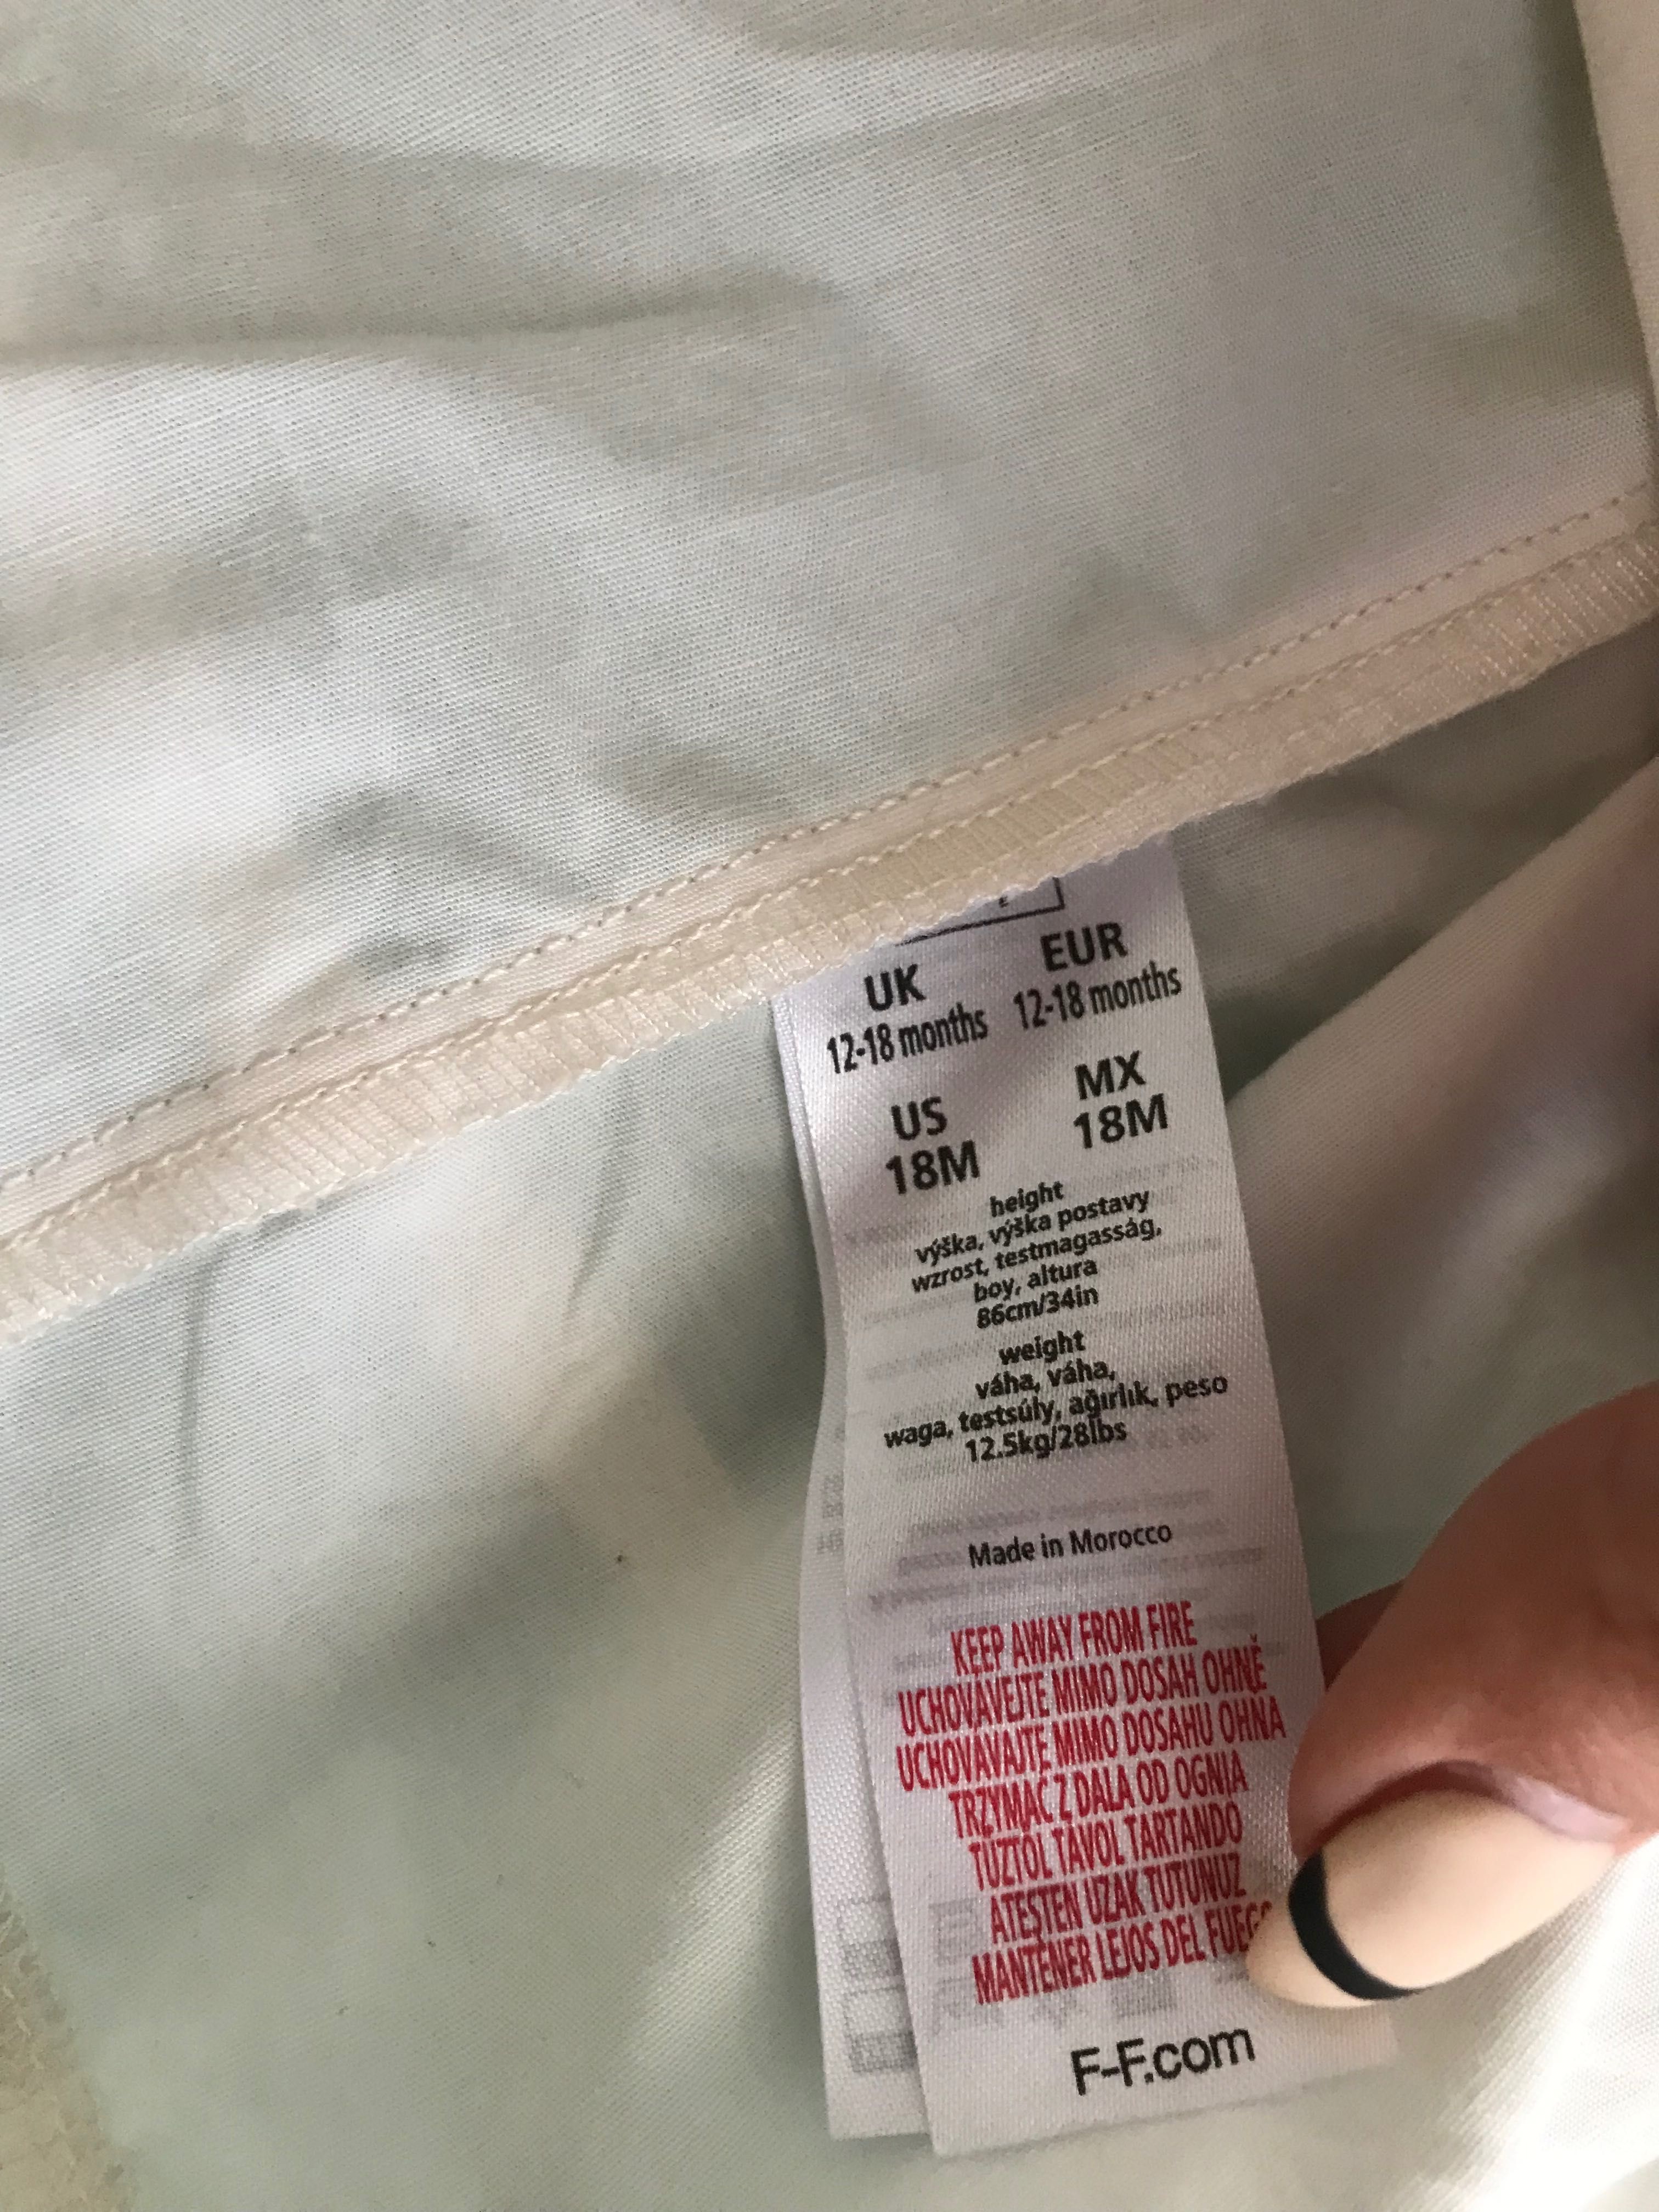 UK EUR
12-18 months 12-18 months
US MX
18M 18M
height
výška, výška postavy
wzrost, testmagasság,
boy, altura
86cm/34in
weight
váha, váha,
waga, testsúly, ağırlık, peso
12.5kg/28lbs
Made in Morocco
KEEP AWAY FROM FIRE
UCHOVÁVEJTE MIMO DOSAH OHNĚ
UCHOVÁVAJTE MIMO DOSAHU OHŇA
TRZYMAĆ Z DALA OD OGNIA
TŰZTŐL TÁVOL TARTANDÓ
ATEŞTEN UZAK TUTUNUZ
MANTENER LEJOS DEL
F-F.com